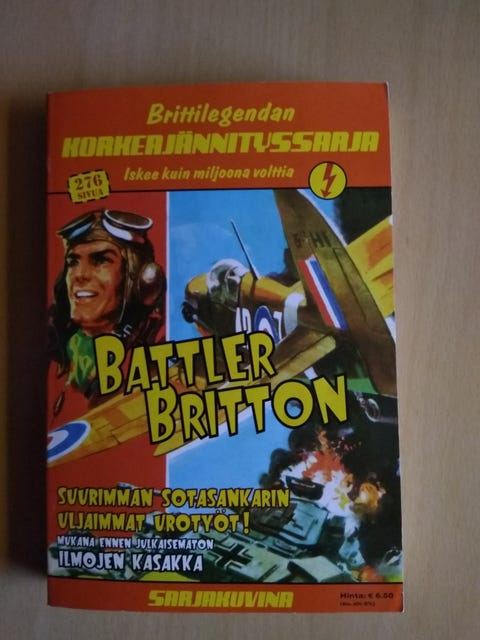 Brittilegendan
KORKEAJÄNNITYSSARJA
Iskee kuin miljoona volttia
276
SIVUA
BATTLER
BRITTON
SUURIMMAN SOTASANKARIN
ULJAIMMAT UROTYÖT!
MUKANA ENNEN JULKAISEMATON
ILMOJEN KASAKKA
SARJAKUVINA
Hinta: € 6.50